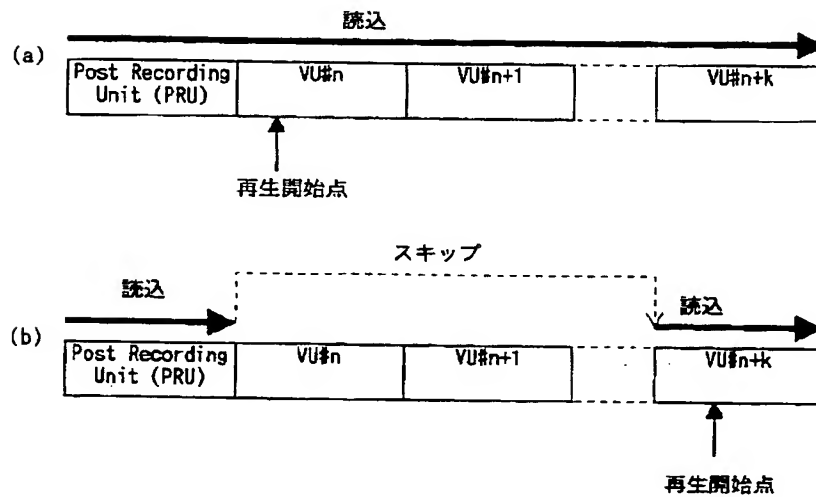 読込
(a)
Post Recording
Unit (PRU)
VU#n
VU#n+1
VU#n+k
再生開始点
スキップ
読込
読込
(b)
Post Recording
Unit (PRU)
VU#n
VU#n+1
VU#n+k
再生開始点